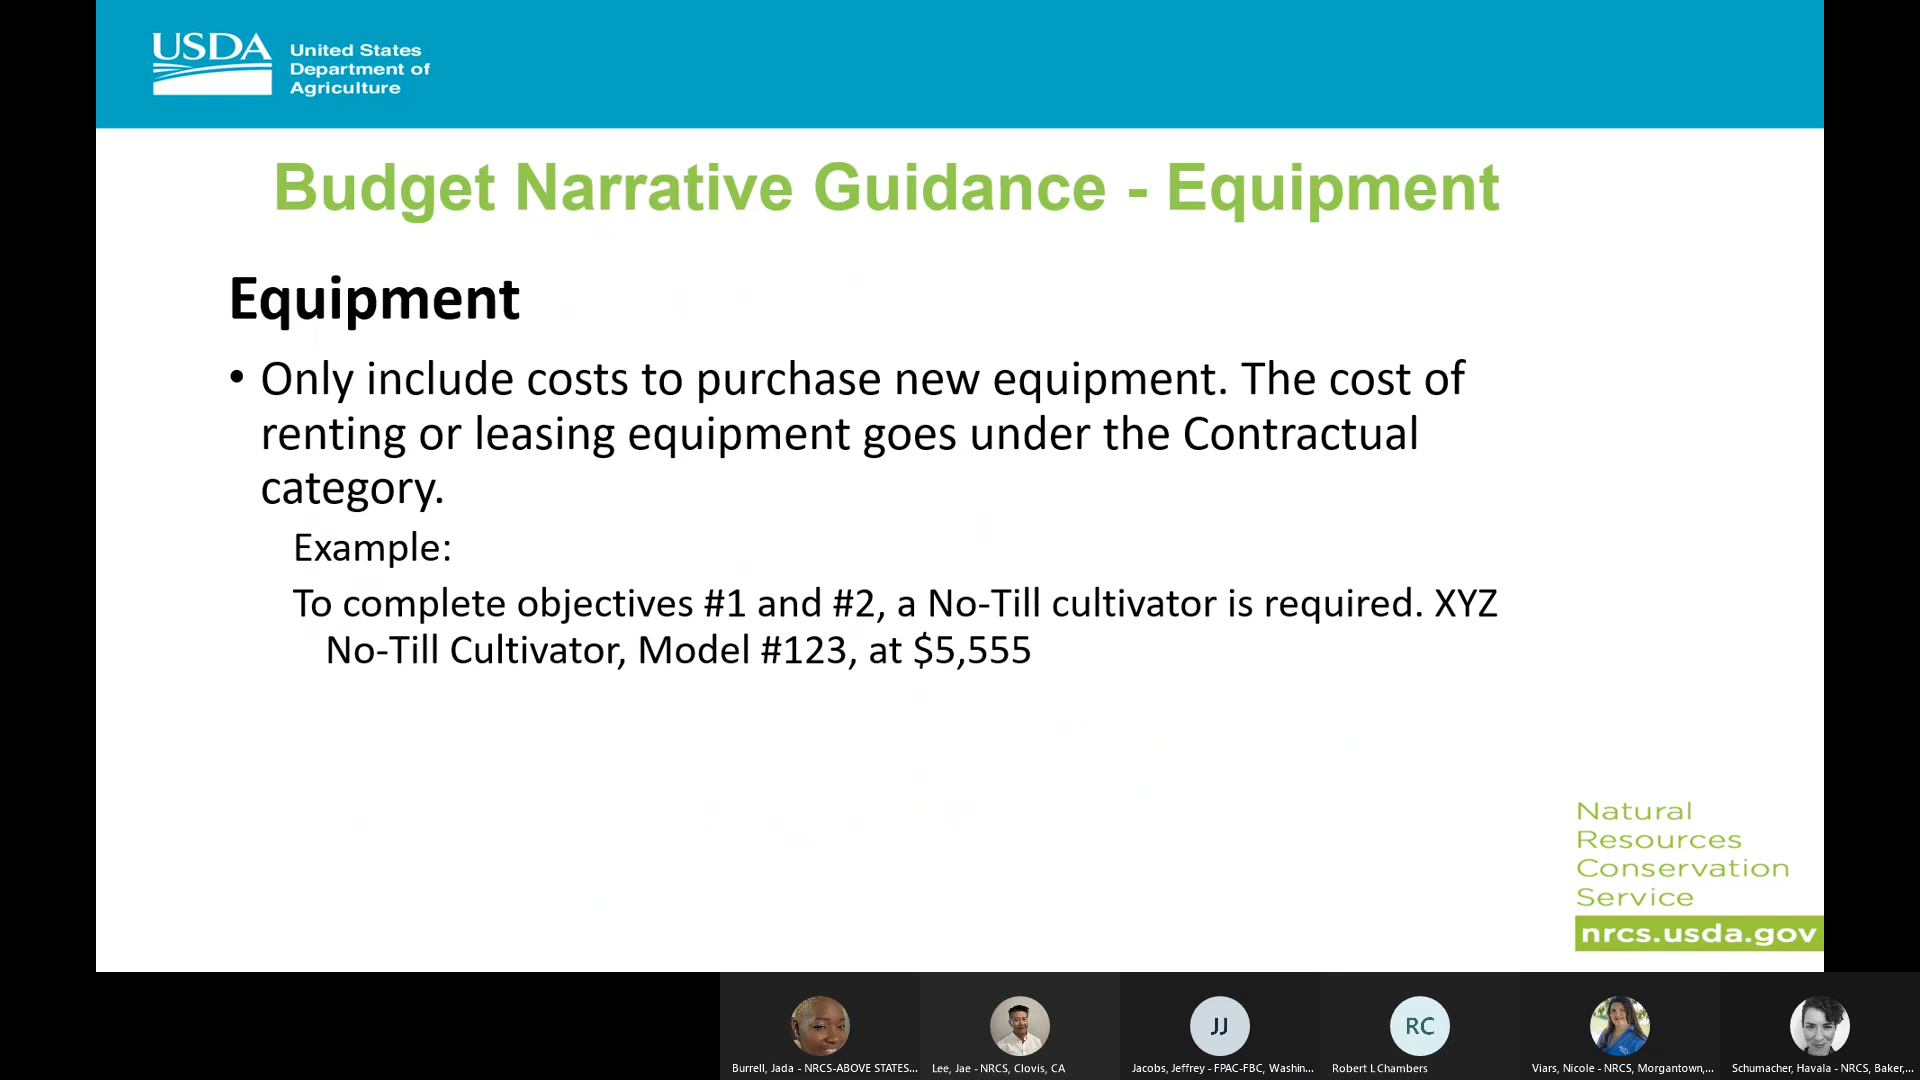 USDA
United States
Department of
Agriculture
Budget Narrative Guidance - Equipment
Equipment
• Only include costs to purchase new equipment. The cost of
renting or leasing equipment goes under the Contractual
category.
Example:
To complete objectives #1 and #2, a No-Till cultivator is required. XYZ
No-Till Cultivator, Model #123, at $5,555
Natural
Resources
Conservation
Service
nrcs.usda.gov
JJ
RC
Burrell, Jada - NRCS-ABOVE STATES...
Lee, Jae - NRCS, Clovis, CA
Jacobs, Jeffrey - FPAC-FBC, Washin...
Robert L Chambers
Viars, Nicole - NRCS, Morgantown,...
Schumacher, Havala - NRCS, Baker,...